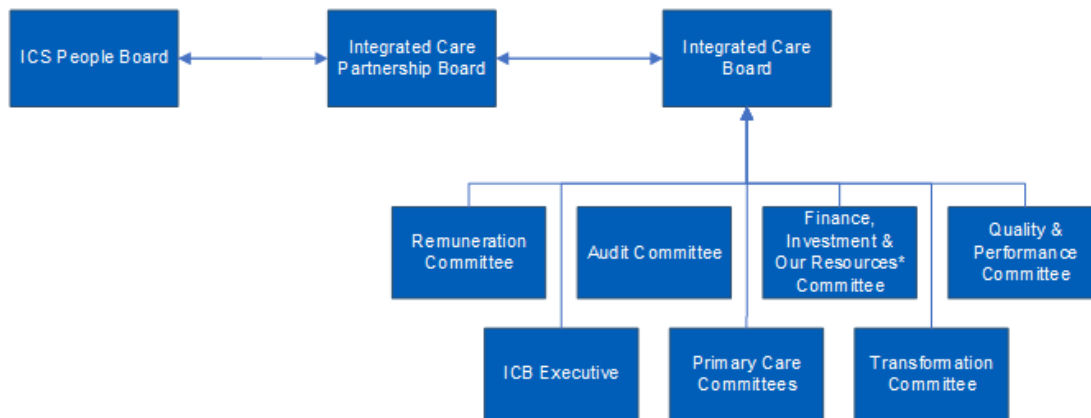 ICS People Board
Integrated Care
Partnership Board
Integrated Care
Board
Remuneration
Committee
Audit Committee
Finance,
Investment &
Our Resources*
Committee
Quality &
Performance
Committee
ICB Executive
Primary Care
Committees
Transformation
Committee